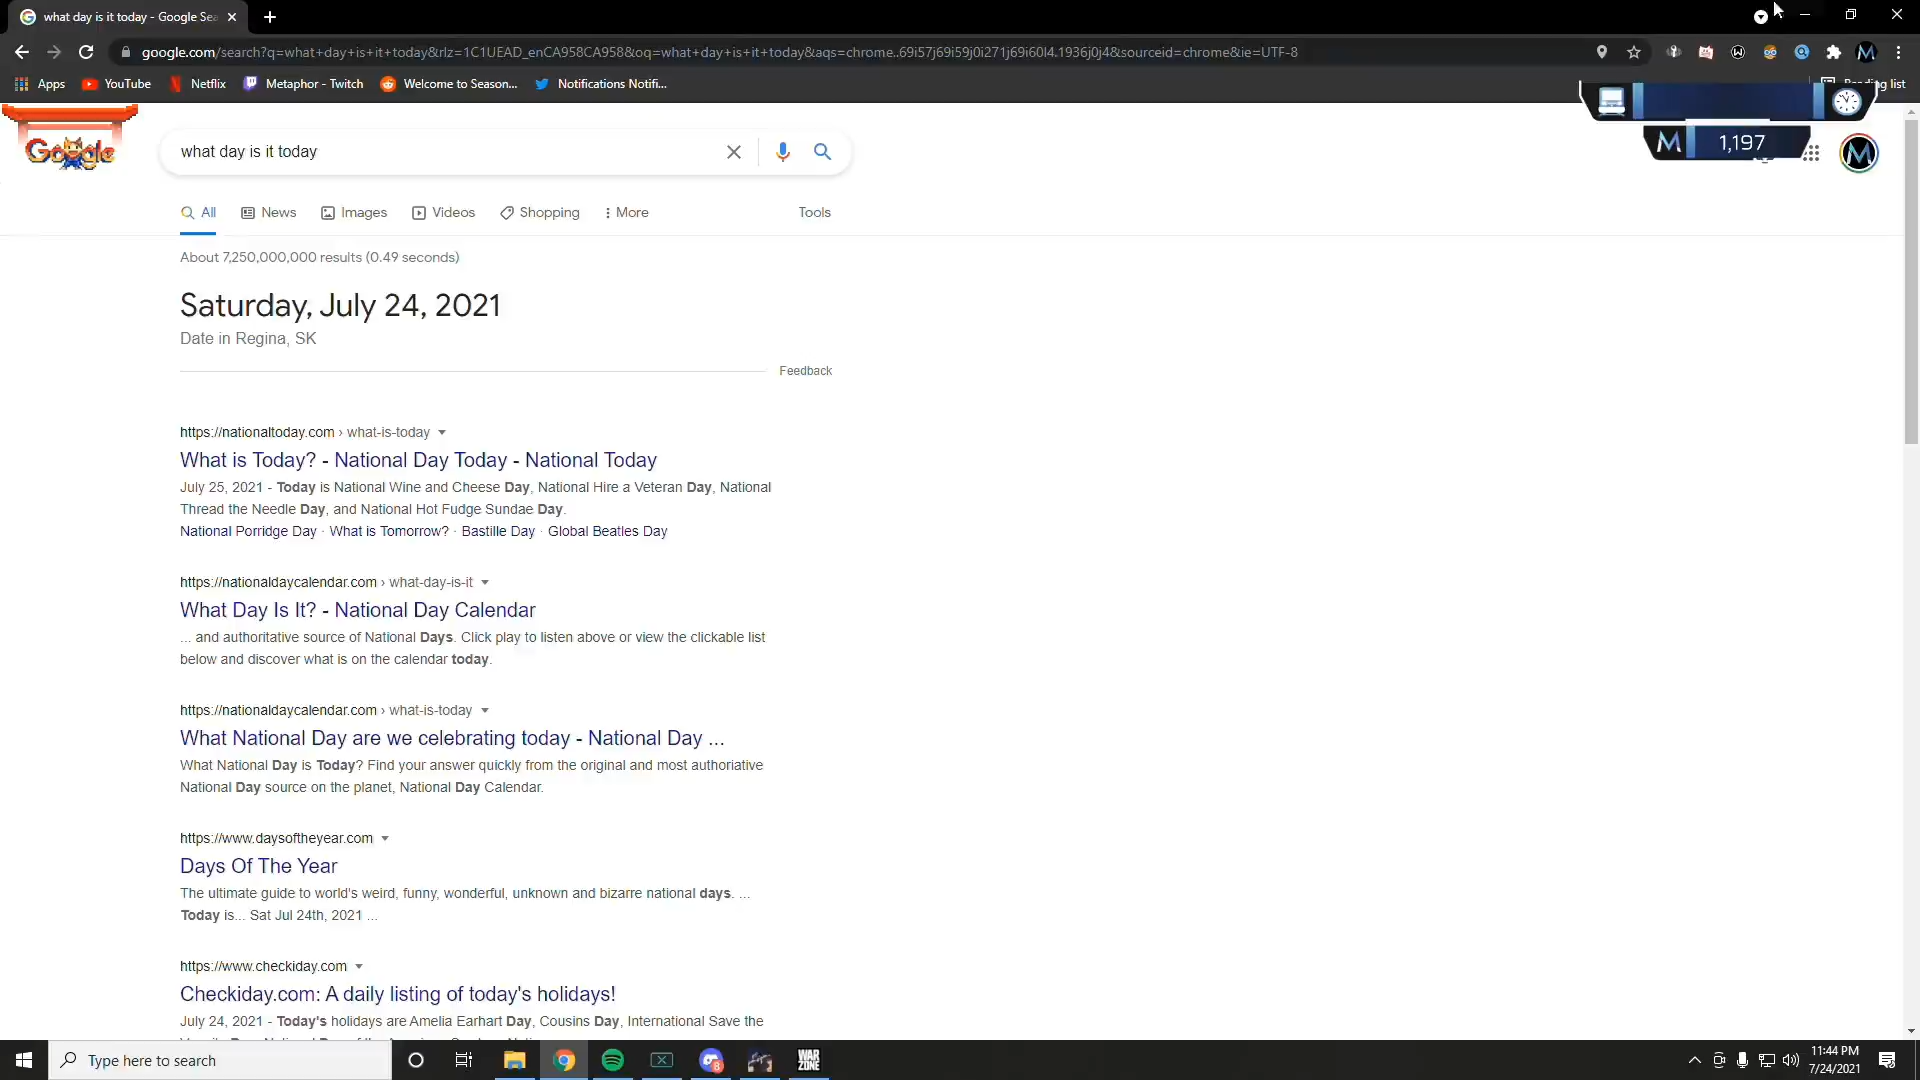 what day is it today - Google Sea
google.com/search?q=what+day+is+it+today&rlz=1C1UEAD_enCA958CA958&oq=what+day+is+it+today&aqs=chrome..69i57j69i59j0i271j69i60l4.1936j0j4&sourceid=chrome&ie=UTF-8
Apps YouTube Netflix Metaphor - Twitch Welcome to Season... Notifications Notifi... list
Google
what day is it today
M 1,197
M
All News Images Videos Shopping More Tools
About 7,250,000,000 results (0.49 seconds)
Saturday, July 24, 2021
Date in Regina, SK
Feedback
https://nationaltoday.com › what-is-today
What is Today? - National Day Today - National Today
July 25, 2021 - Today is National Wine and Cheese Day, National Hire a Veteran Day, National
Thread the Needle Day, and National Hot Fudge Sundae Day.
National Porridge Day · What is Tomorrow? · Bastille Day · Global Beatles Day
https://nationaldaycalendar.com › what-day-is-it
What Day Is It? - National Day Calendar
... and authoritative source of National Days. Click play to listen above or view the clickable list
below and discover what is on the calendar today.
https://nationaldaycalendar.com › what-is-today
What National Day are we celebrating today - National Day ...
What National Day is Today? Find your answer quickly from the original and most authoriative
National Day source on the planet, National Day Calendar.
https://www.daysoftheyear.com
Days Of The Year
The ultimate guide to world's weird, funny, wonderful, unknown and bizarre national days. ...
Today is... Sat Jul 24th, 2021 ...
https://www.checkiday.com
Checkiday.com: A daily listing of today's holidays!
July 24, 2021 - Today's holidays are Amelia Earhart Day, Cousins Day, International Save the
Type here to search
WAR
ZONE
11:44 PM
7/24/2021